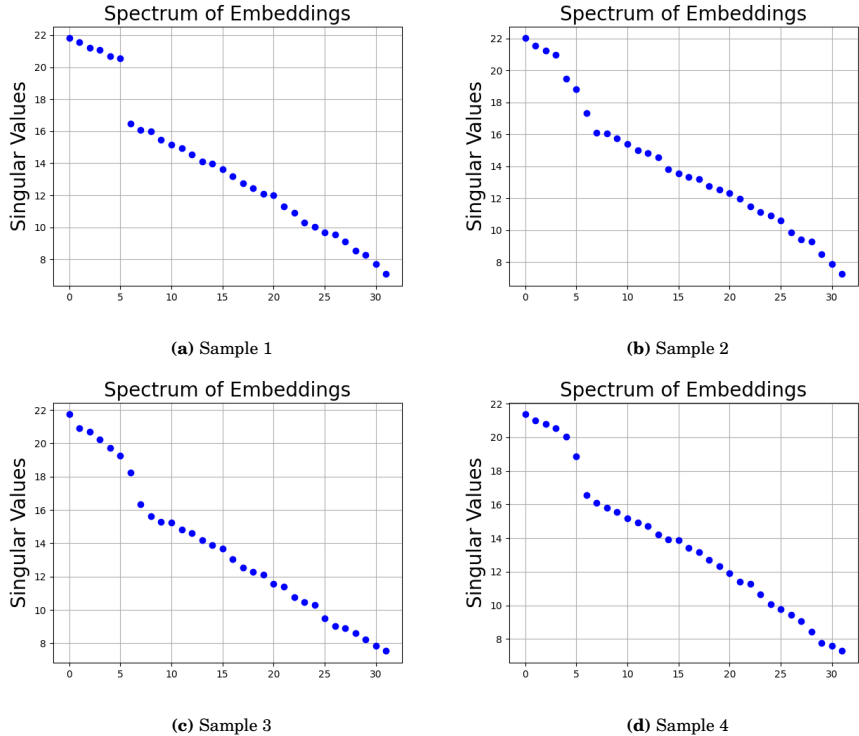 Spectrum of Embeddings
Singular Values
22
20
18
16
14
12
10
8
0 5 10 15 20 25 30
(a) Sample 1
Spectrum of Embeddings
Singular Values
22
20
18
16
14
12
10
8
0 5 10 15 20 25 30
(b) Sample 2
Spectrum of Embeddings
Singular Values
22
20
18
16
14
12
10
8
0 5 10 15 20 25 30
(c) Sample 3
Spectrum of Embeddings
Singular Values
22
20
18
16
14
12
10
8
0 5 10 15 20 25 30
(d) Sample 4